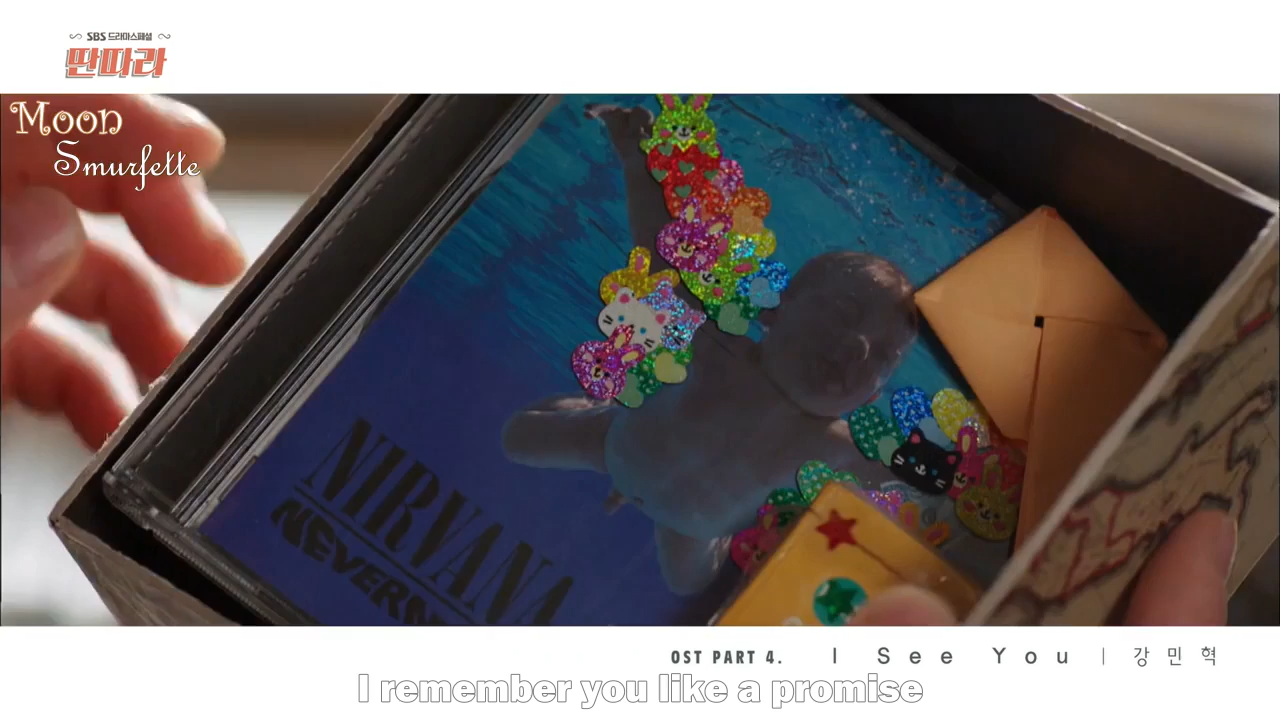 SBS 드라마스페셜
딴따라
Moon
Smurfette
NIRVANA
NEVERM
OST PART 4. I See You | 강민혁
I remember you like a promise